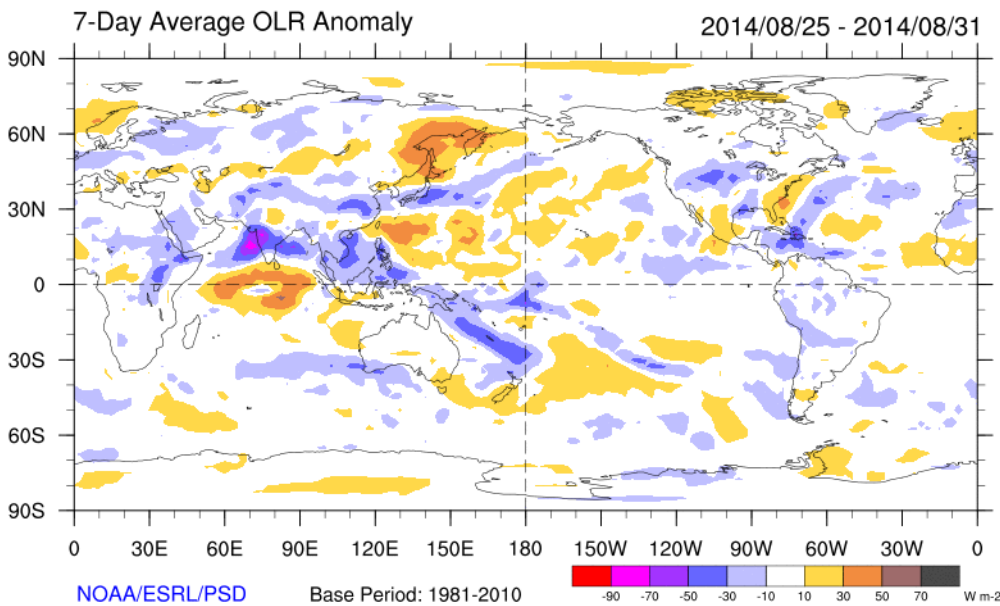 7-Day Average OLR Anomaly 2014/08/25 - 2014/08/31
90N
60N
30N
0
30S
60S
90S
0 30E 60E 90E 120E 150E 180 150W 120W 90W 60W 30W 0
NOAA/ESRL/PSD Base Period: 1981-2010
-90 -70 -50 -30 -10 10 30 50 70 W m-2